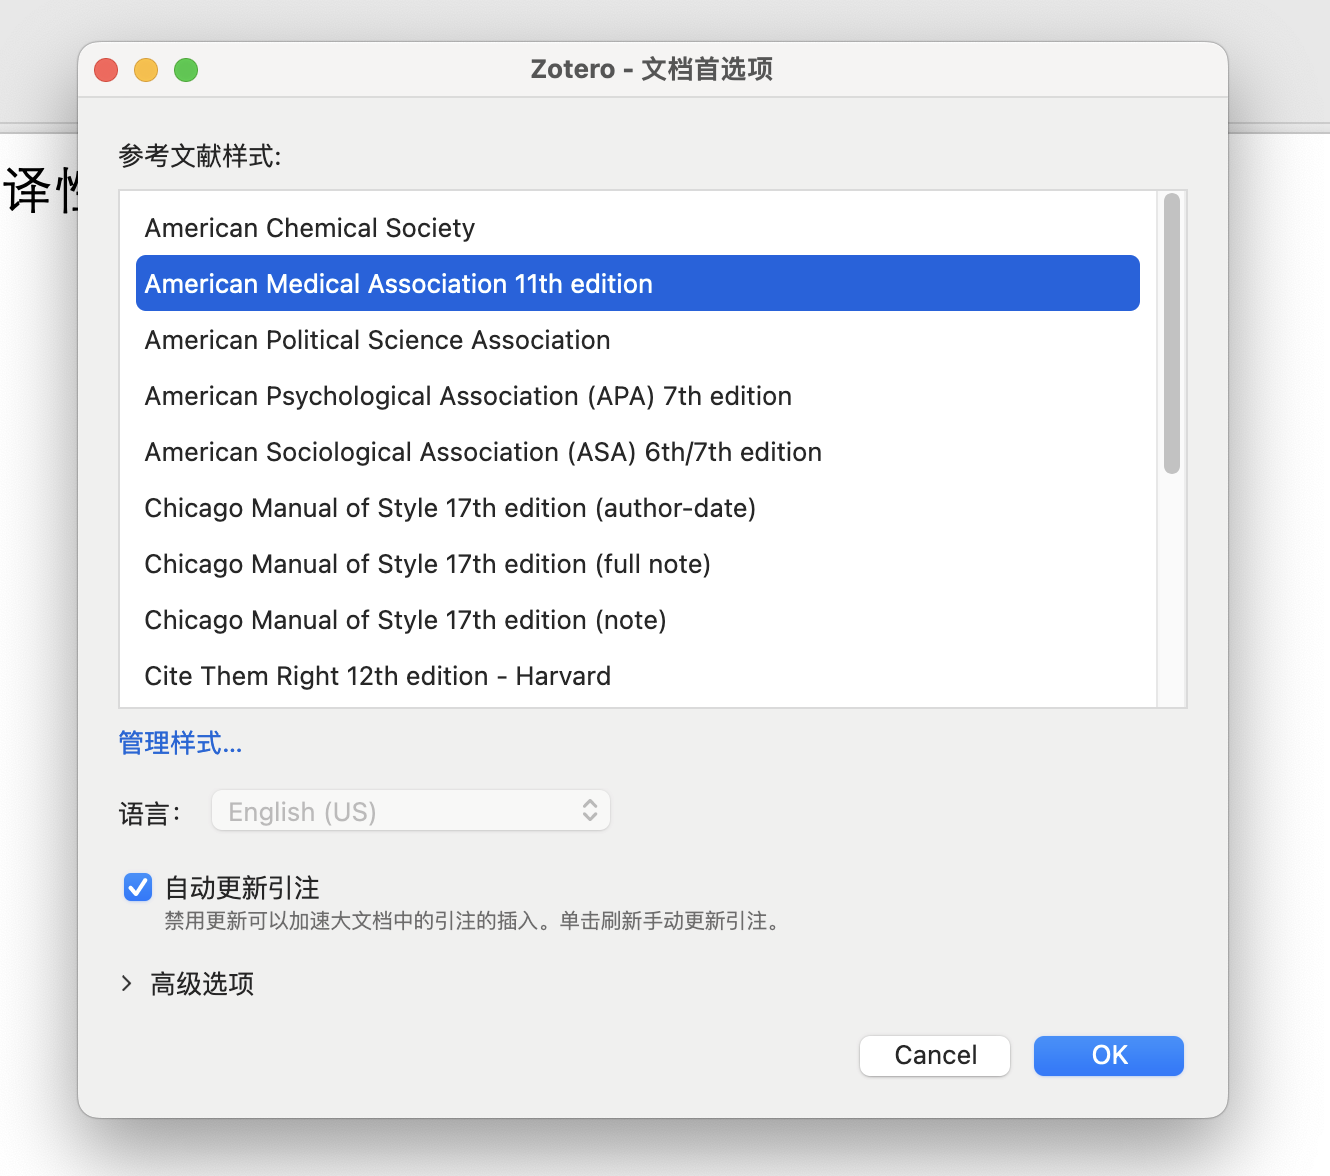 Zotero - 文档首选项
译
参考文献样式:
American Chemical Society
American Medical Association 11th edition
American Political Science Association
American Psychological Association (APA) 7th edition
American Sociological Association (ASA) 6th/7th edition
Chicago Manual of Style 17th edition (author-date)
Chicago Manual of Style 17th edition (full note)
Chicago Manual of Style 17th edition (note)
Cite Them Right 12th edition - Harvard
管理样式...
语言： English (US)
自动更新引注
禁用更新可以加速大文档中的引注的插入。单击刷新手动更新引注。
高级选项
Cancel OK